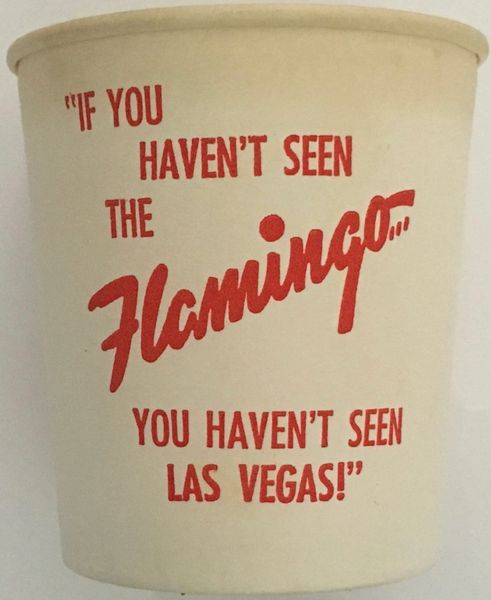 "IF YOU
HAVEN'T SEEN
THE
Flamingo...
YOU HAVEN'T SEEN
LAS VEGAS!"